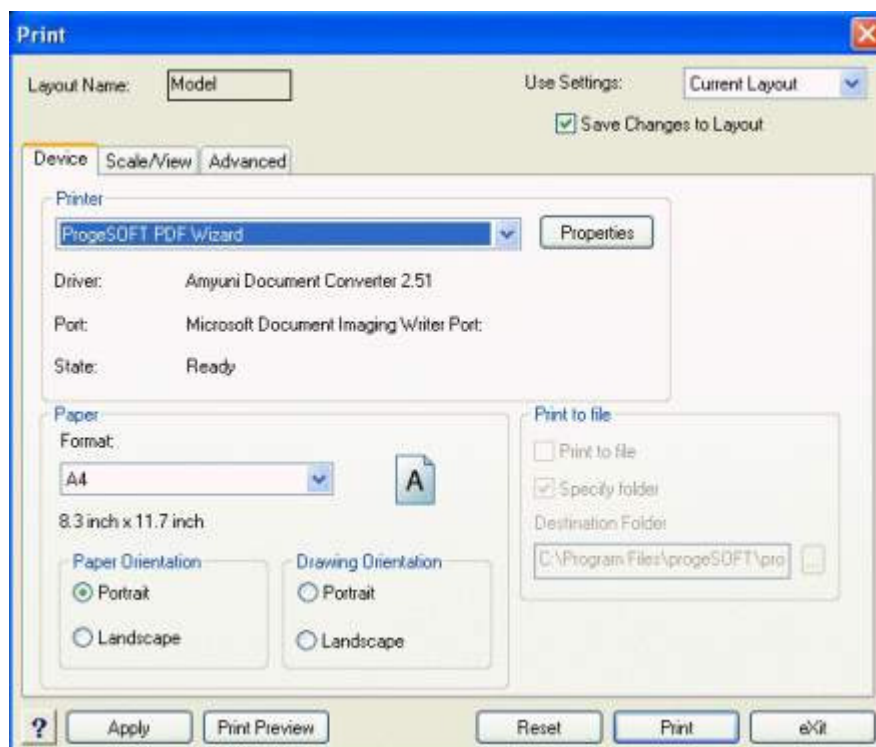 Print
Layout Name: Model Use Settings: Current Layout
Save Changes to Layout
Device Scale/View Advanced
Printer
ProgeSOFT PDF Wizard Properties
Driver: Amyuni Document Converter 2.51
Port: Microsoft Document Imaging Writer Port:
State: Ready
Paper
Format:
A4
A
8.3 inch x 11.7 inch
Paper Orientation
Portrait
Landscape
Drawing Orientation
Portrait
Landscape
Print to file
Print to file
Specify folder
Destination Folder
C:\Program Files\progeSOFT\pro ...
? Apply Print Preview Reset Print eXit